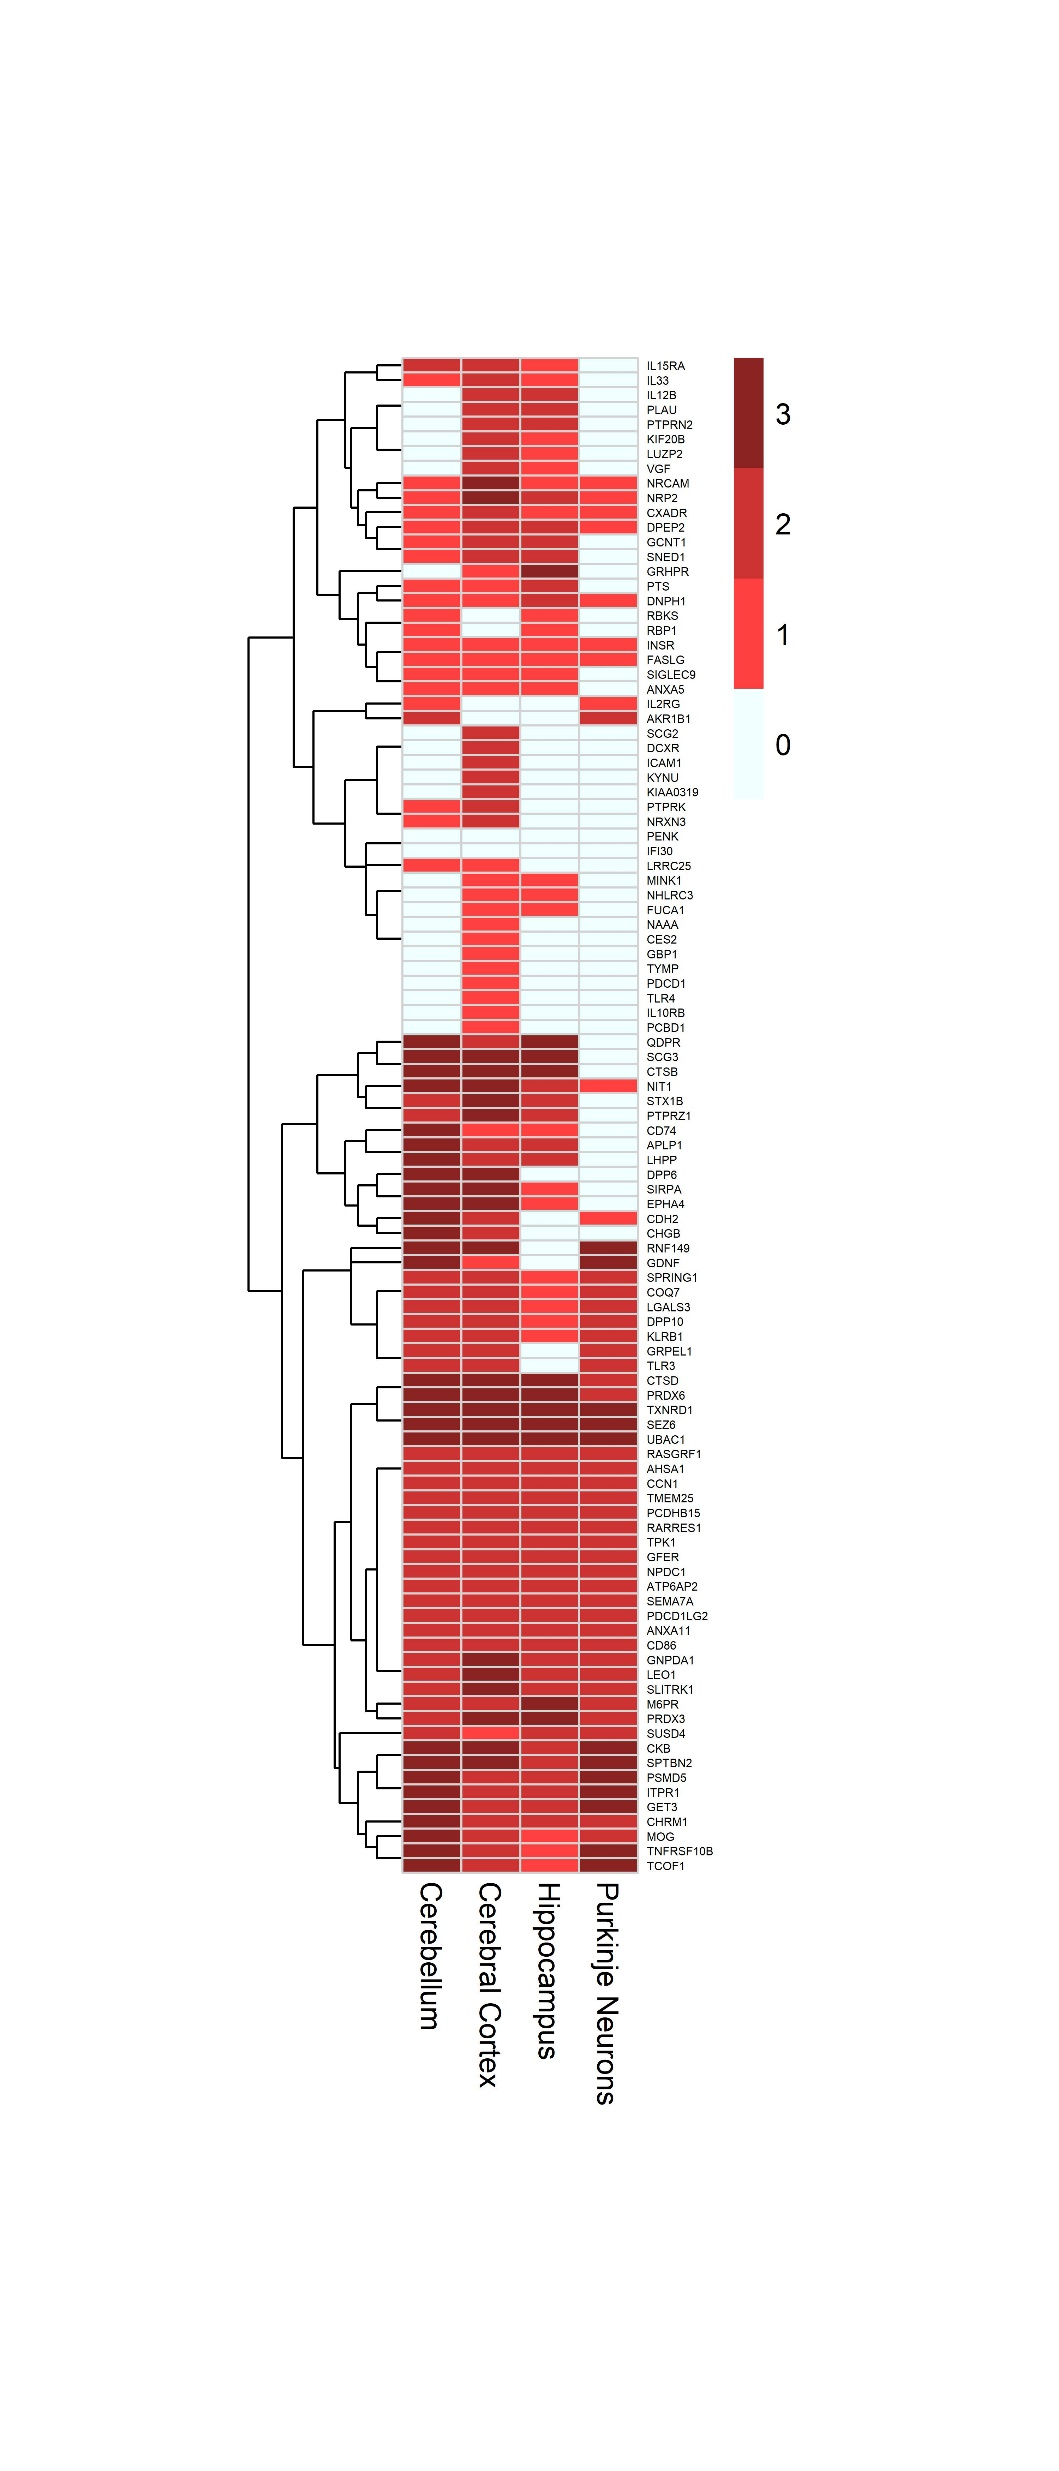 IL15RA
IL33
IL12B
PLAU
PTPRN2
KIF20B
LUZP2
VGF
NRCAM
NRP2
CXADR
DPEP2
GCNT1
SNED1
GRHPR
PTS
DNPH1
RBKS
RBP1
INSR
FASLG
SIGLEC9
ANXA5
IL2RG
AKR1B1
SCG2
DCXR
ICAM1
KYNU
KIAA0319
PTPRK
NRXN3
PENK
IFI30
LRRC25
MINK1
NHLRC3
FUCA1
NAAA
CES2
GBP1
TYMP
PDCD1
TLR4
IL10RB
PCBD1
QDPR
SCG3
CTSB
NIT1
STX1B
PTPRZ1
CD74
APLP1
LHPP
DPP6
SIRPA
EPHA4
CDH2
CHGB
RNF149
GDNF
SPRING1
COQ7
LGALS3
DPP10
KLRB1
GRPEL1
TLR3
CTSD
PRDX6
TXNRD1
SEZ6
UBAC1
RASGRF1
AHSA1
CCN1
TMEM25
PCDHB15
RARRES1
TPK1
GFER
NPDC1
ATP6AP2
SEMA7A
PDCD1LG2
ANXA11
CD86
GNPDA1
LEO1
SLITRK1
M6PR
PRDX3
SUSD4
CKB
SPTBN2
PSMD5
ITPR1
GET3
CHRM1
MOG
TNFRSF10B
TCOF1
3
2
1
0
Cerebellum
Cerebral Cortex
Hippocampus
Purkinje Neurons